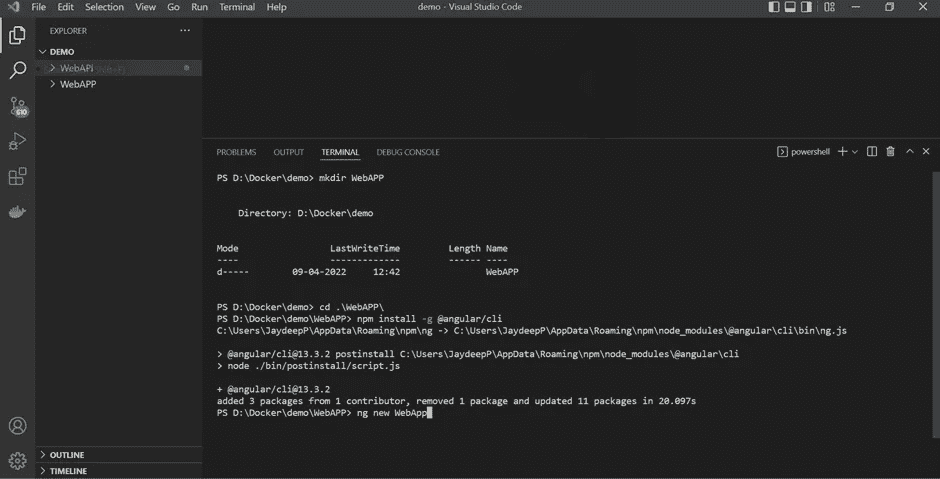 File Edit Selection View Go Run Terminal Help
demo - Visual Studio Code
EXPLORER
DEMO
WebAPI
WebAPP
G10
OUTLINE
TIMELINE
PROBLEMS OUTPUT TERMINAL DEBUG CONSOLE
powershell
PS D:\Docker\demo> mkdir WebAPP
Directory: D:\Docker\demo
Mode LastWriteTime Length Name
---- ------------- ------ ----
d----- 09-04-2022 12:42 WebAPP
PS D:\Docker\demo> cd .\WebAPP\
PS D:\Docker\demo\WebAPP> npm install -g @angular/cli
C:\Users\JaydeepP\AppData\Roaming\npm\ng -> C:\Users\JaydeepP\AppData\Roaming\npm\node_modules\@angular\cli\bin\ng.js
> @angular/cli@13.3.2 postinstall C:\Users\JaydeepP\AppData\Roaming\npm\node_modules\@angular\cli
> node ./bin/postinstall/script.js
+ @angular/cli@13.3.2
added 3 packages from 1 contributor, removed 1 package and updated 11 packages in 20.097s
PS D:\Docker\demo\WebAPP> ng new WebApp